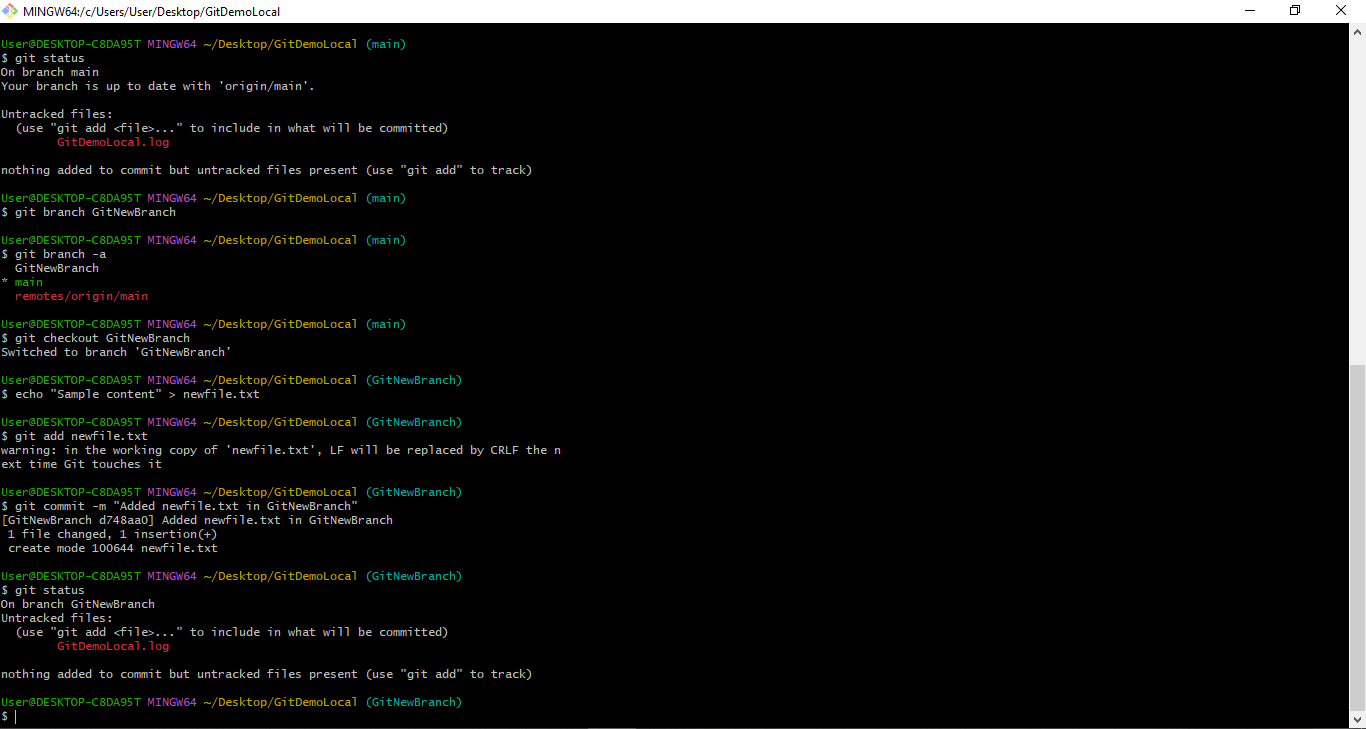 MINGW64:/c/Users/User/Desktop/GitDemoLocal
User@DESKTOP-C8DA95T MINGW64 ~/Desktop/GitDemoLocal (main)
$ git status
On branch main
Your branch is up to date with 'origin/main'.
Untracked files:
  (use "git add <file>..." to include in what will be committed)
        GitDemoLocal.log
nothing added to commit but untracked files present (use "git add" to track)
User@DESKTOP-C8DA95T MINGW64 ~/Desktop/GitDemoLocal (main)
$ git branch GitNewBranch
User@DESKTOP-C8DA95T MINGW64 ~/Desktop/GitDemoLocal (main)
$ git branch -a
  GitNewBranch
* main
  remotes/origin/main
User@DESKTOP-C8DA95T MINGW64 ~/Desktop/GitDemoLocal (main)
$ git checkout GitNewBranch
Switched to branch 'GitNewBranch'
User@DESKTOP-C8DA95T MINGW64 ~/Desktop/GitDemoLocal (GitNewBranch)
$ echo "Sample content" > newfile.txt
User@DESKTOP-C8DA95T MINGW64 ~/Desktop/GitDemoLocal (GitNewBranch)
$ git add newfile.txt
warning: in the working copy of 'newfile.txt', LF will be replaced by CRLF the n
ext time Git touches it
User@DESKTOP-C8DA95T MINGW64 ~/Desktop/GitDemoLocal (GitNewBranch)
$ git commit -m "Added newfile.txt in GitNewBranch"
[GitNewBranch d748aa0] Added newfile.txt in GitNewBranch
 1 file changed, 1 insertion(+)
 create mode 100644 newfile.txt
User@DESKTOP-C8DA95T MINGW64 ~/Desktop/GitDemoLocal (GitNewBranch)
$ git status
On branch GitNewBranch
Untracked files:
  (use "git add <file>..." to include in what will be committed)
        GitDemoLocal.log
nothing added to commit but untracked files present (use "git add" to track)
User@DESKTOP-C8DA95T MINGW64 ~/Desktop/GitDemoLocal (GitNewBranch)
$